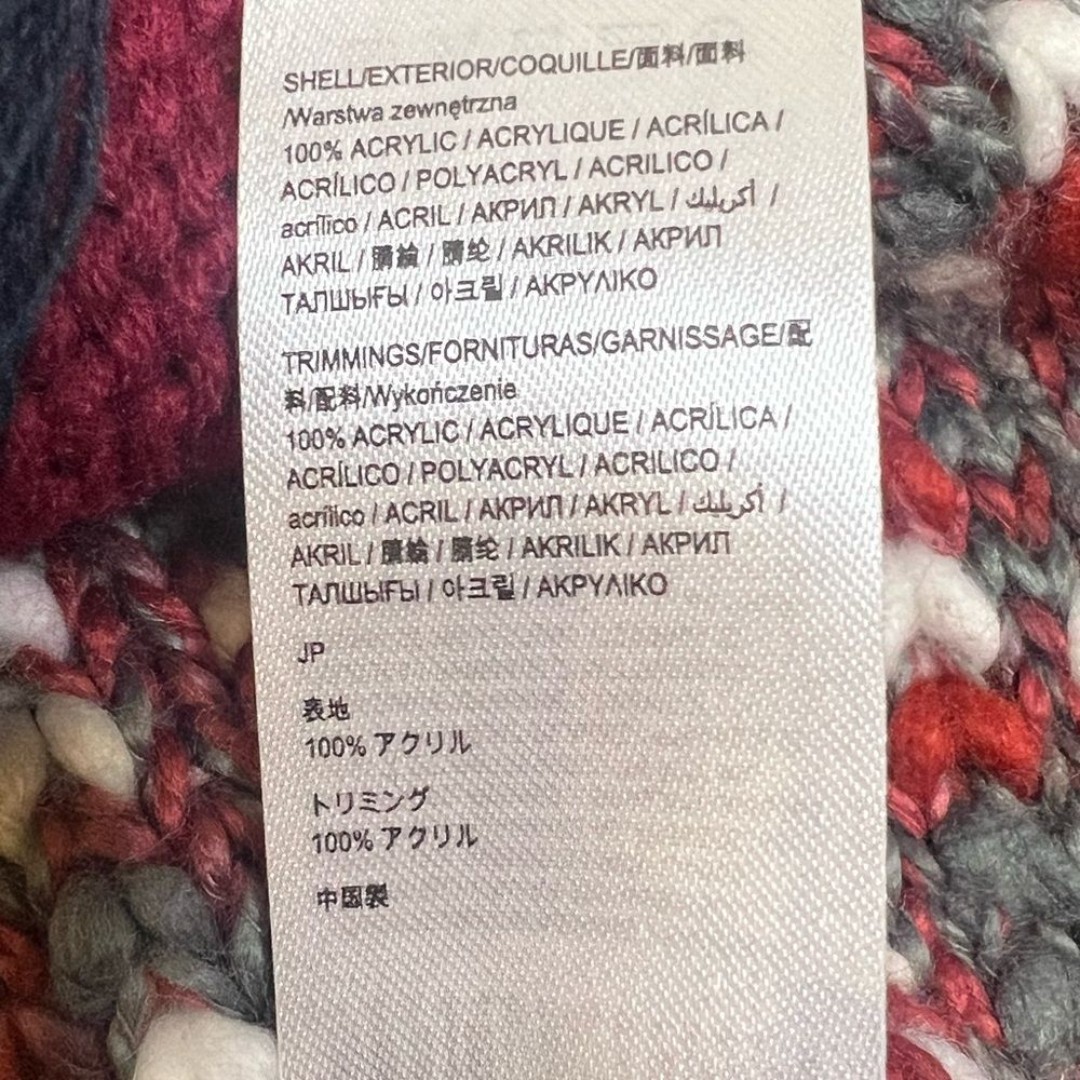 SHELL/EXTERIOR/COQUILLE/面料/面料
/Warstwa zewnętrzna
100% ACRYLIC / ACRYLIQUE / ACRÍLICA /
ACRÍLICO / POLYACRYL / ACRILICO /
acrílico / ACRIL / АКРИЛ / AKRYL / أكريليك /
AKRIL / 腈綸 / 腈纶 / AKRILIK / АКРИЛ
ТАЛШЫҒЫ / 아크릴 / ΑΚΡΥΛΙΚΟ
TRIMMINGS/FORNITURAS/GARNISSAGE/配
料/配料/Wykończenie
100% ACRYLIC / ACRYLIQUE / ACRÍLICA /
ACRÍLICO / POLYACRYL / ACRILICO /
acrílico / ACRIL / АКРИЛ / AKRYL / أكريليك /
AKRIL / 腈綸 / 腈纶 / AKRILIK / АКРИЛ
ТАЛШЫҒЫ / 아크릴 / ΑΚΡΥΛΙΚΟ
JP
表地
100% アクリル
トリミング
100% アクリル
中国製